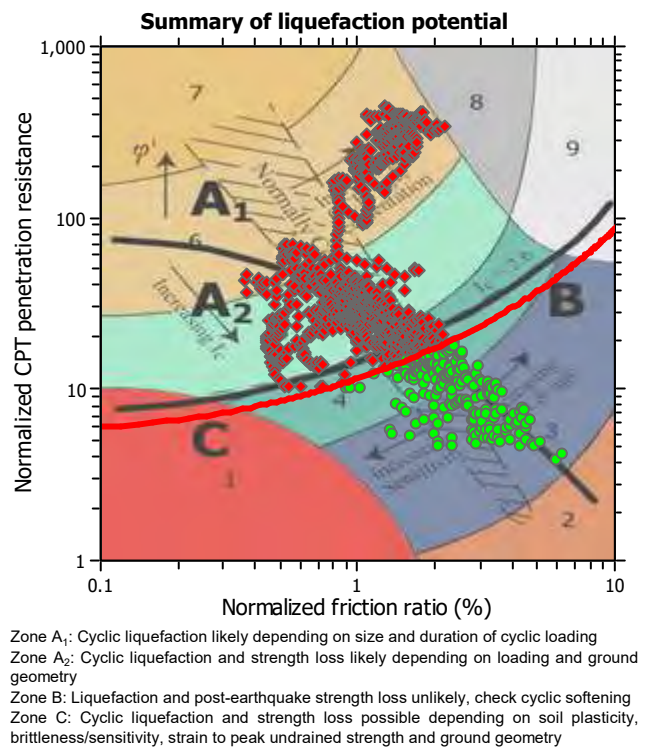 Summary of liquefaction potential
1,000
7
8
9
φ'
A1
Normally
100
6
Ic = 2.6
A2
Increasing Ic
B
10
4
C
1
3
2
1
0.1
1
10
Normalized CPT penetration resistance
Normalized friction ratio (%)
Zone A1: Cyclic liquefaction likely depending on size and duration of cyclic loading
Zone A2: Cyclic liquefaction and strength loss likely depending on loading and ground
geometry
Zone B: Liquefaction and post-earthquake strength loss unlikely, check cyclic softening
Zone C: Cyclic liquefaction and strength loss possible depending on soil plasticity,
brittleness/sensitivity, strain to peak undrained strength and ground geometry